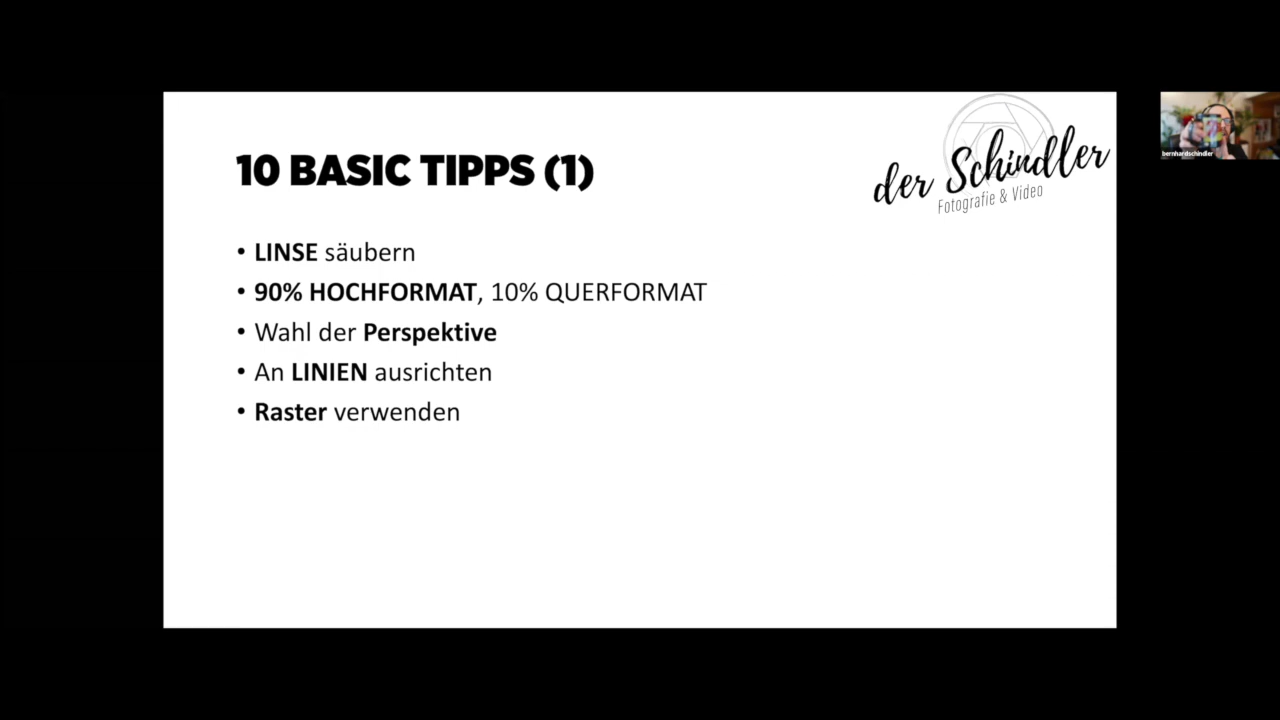 10 BASIC TIPPS (1)
der Schindler
Fotografie & Video
• LINSE säubern
• 90% HOCHFORMAT, 10% QUERFORMAT
• Wahl der Perspektive
• An LINIEN ausrichten
• Raster verwenden
bernhardschindler